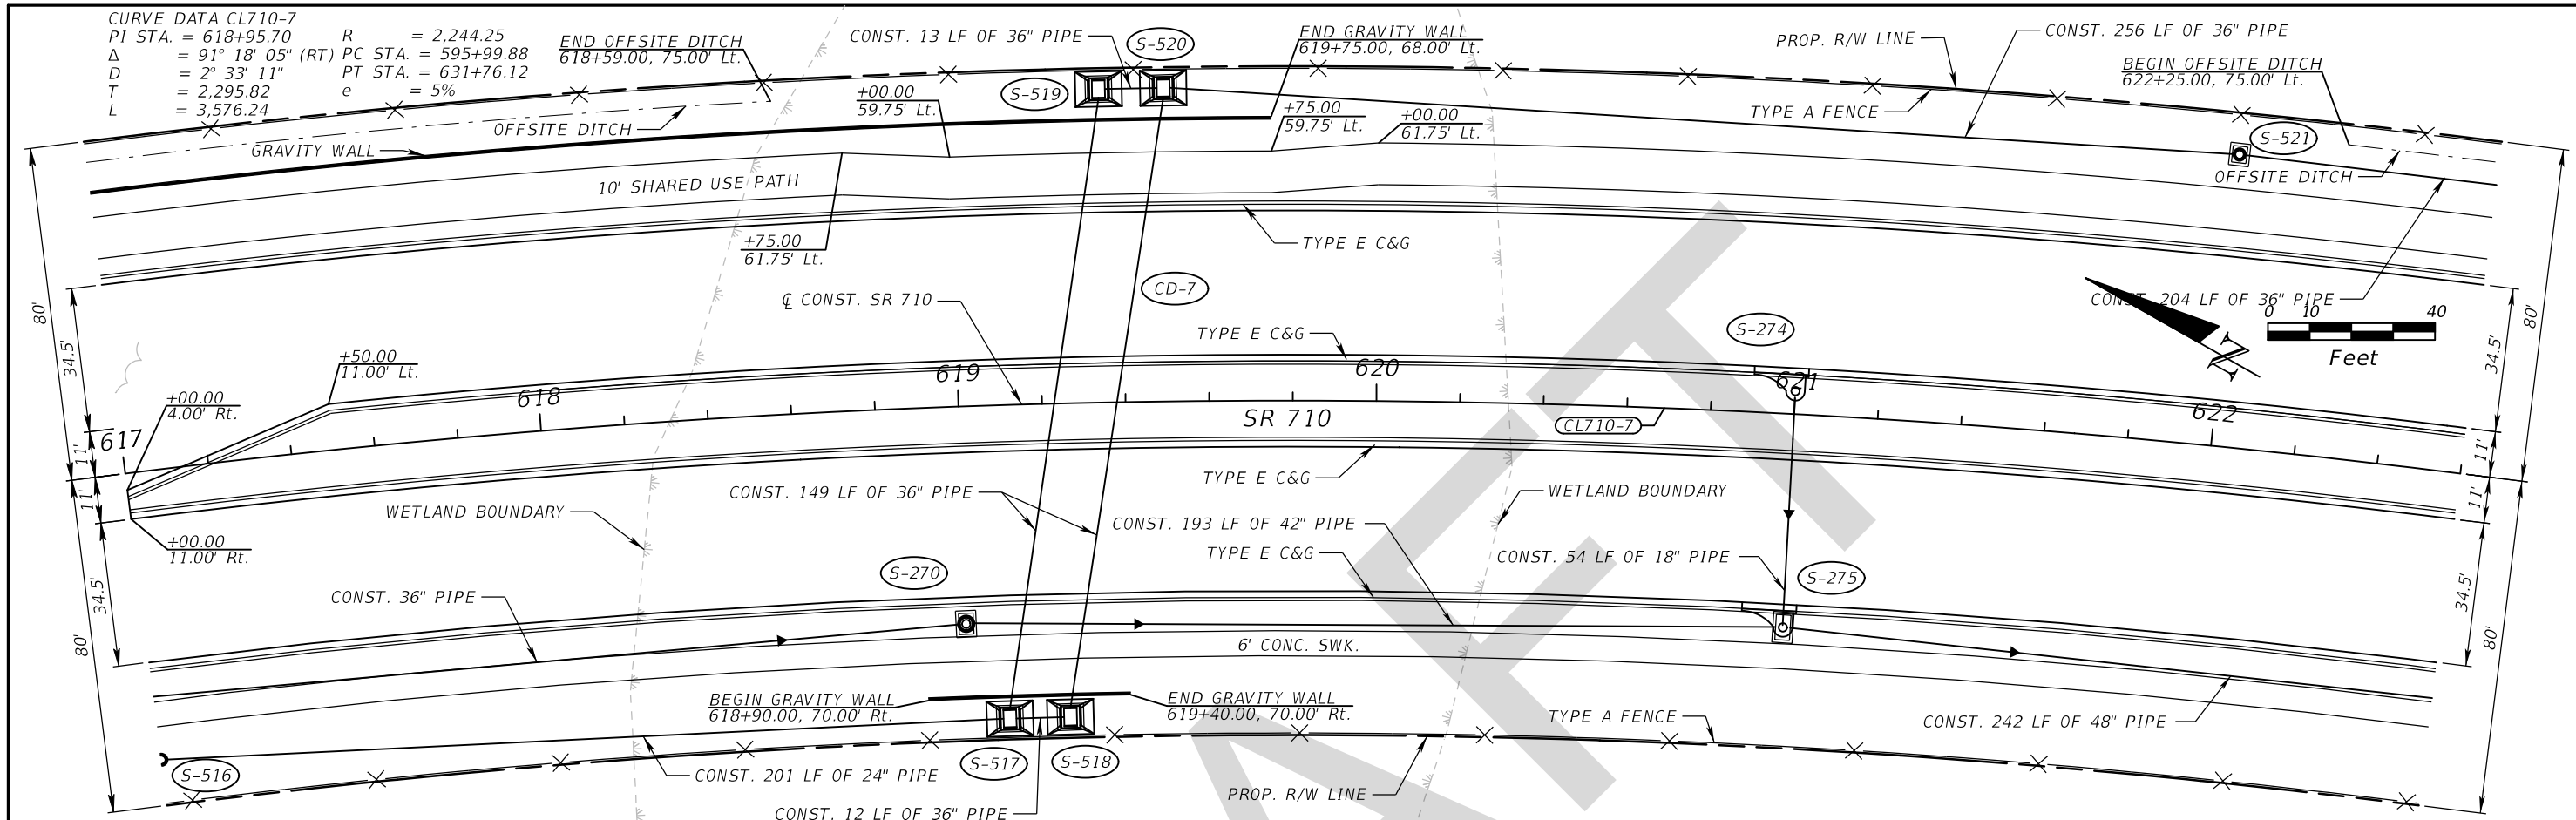 CURVE DATA CL710-7
PI STA. = 618+95.70 R = 2,244.25
Δ = 91° 18' 05" (RT) PC STA. = 595+99.88
D = 2° 33' 11" PT STA. = 631+76.12
T = 2,295.82 e = 5%
L = 3,576.24
END OFFSITE DITCH
618+59.00, 75.00' Lt.
CONST. 13 LF OF 36" PIPE
S-520
END GRAVITY WALL
619+75.00, 68.00' Lt.
PROP. R/W LINE
CONST. 256 LF OF 36" PIPE
BEGIN OFFSITE DITCH
622+25.00, 75.00' Lt.
S-519
+00.00
59.75' Lt.
+75.00
59.75' Lt.
+00.00
61.75' Lt.
TYPE A FENCE
OFFSITE DITCH
GRAVITY WALL
S-521
OFFSITE DITCH
10' SHARED USE PATH
+75.00
61.75' Lt.
TYPE E C&G
CD-7
℄ CONST. SR 710
CONST. 204 LF OF 36" PIPE
0 10 40
Feet
N
80'
34.5'
11'
11'
34.5'
80'
TYPE E C&G
S-274
+50.00
11.00' Lt.
+00.00
4.00' Rt.
617
618
619
620
621
622
SR 710
CL710-7
80'
34.5'
11'
11'
34.5'
80'
TYPE E C&G
CONST. 149 LF OF 36" PIPE
WETLAND BOUNDARY
WETLAND BOUNDARY
CONST. 193 LF OF 42" PIPE
+00.00
11.00' Rt.
TYPE E C&G
CONST. 54 LF OF 18" PIPE
S-270
S-275
CONST. 36" PIPE
6' CONC. SWK.
BEGIN GRAVITY WALL
618+90.00, 70.00' Rt.
END GRAVITY WALL
619+40.00, 70.00' Rt.
TYPE A FENCE
CONST. 242 LF OF 48" PIPE
S-516
S-517
S-518
CONST. 201 LF OF 24" PIPE
PROP. R/W LINE
CONST. 12 LF OF 36" PIPE
AFT